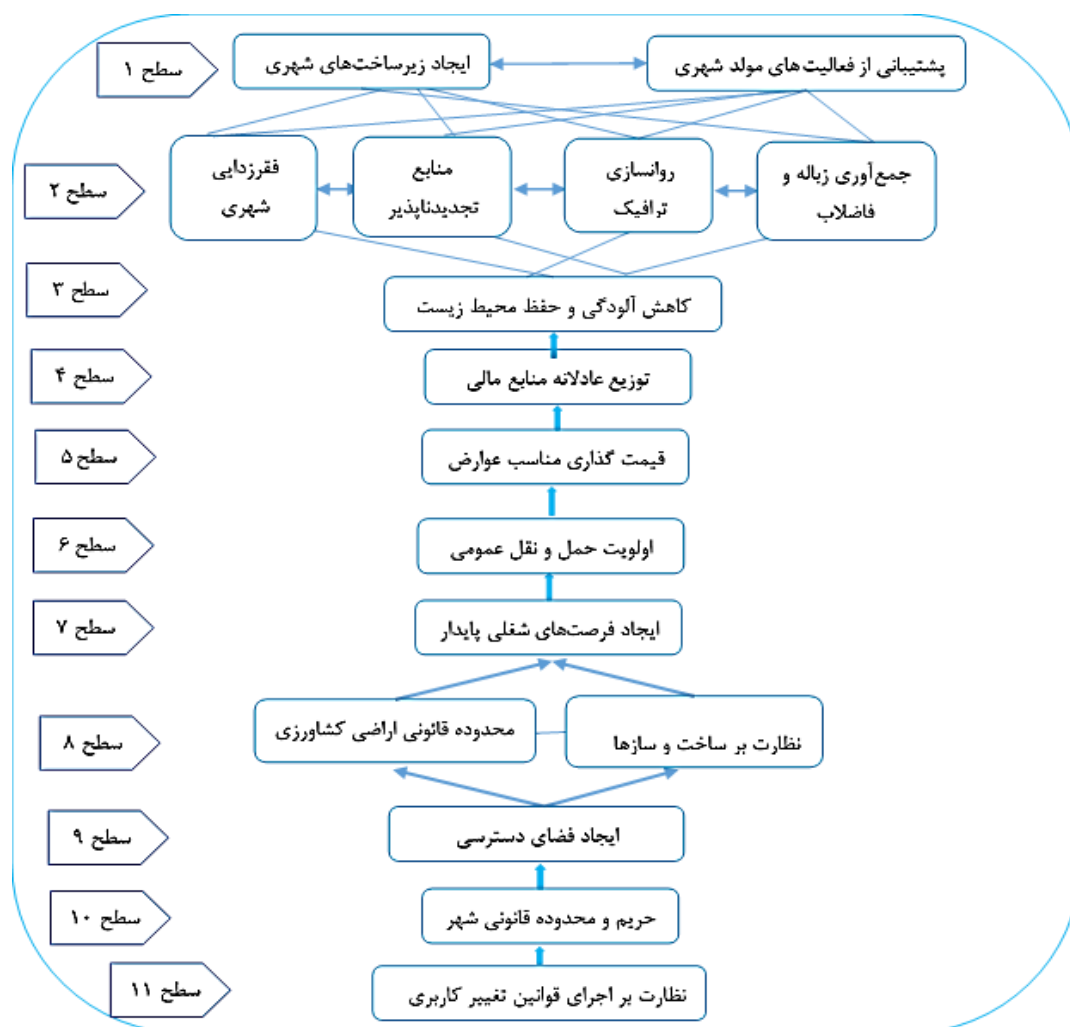 سطح ۱
پشتیبانی از فعالیت‌های مولد شهری
ایجاد زیرساخت‌های شهری
سطح ۲
جمع‌آوری زباله و
فاضلاب
روانسازی
ترافیک
منابع
تجدیدناپذیر
فقرزدایی
شهری
سطح ۳
کاهش آلودگی و حفظ محیط زیست
سطح ۴
توزیع عادلانه منابع مالی
سطح ۵
قیمت گذاری مناسب عوارض
سطح ۶
اولویت حمل و نقل عمومی
سطح ۷
ایجاد فرصت‌های شغلی پایدار
سطح ۸
نظارت بر ساخت و سازها
محدوده قانونی اراضی کشاورزی
سطح ۹
ایجاد فضای دسترسی
سطح ۱۰
حریم و محدوده قانونی شهر
سطح ۱۱
نظارت بر اجرای قوانین تغییر کاربری